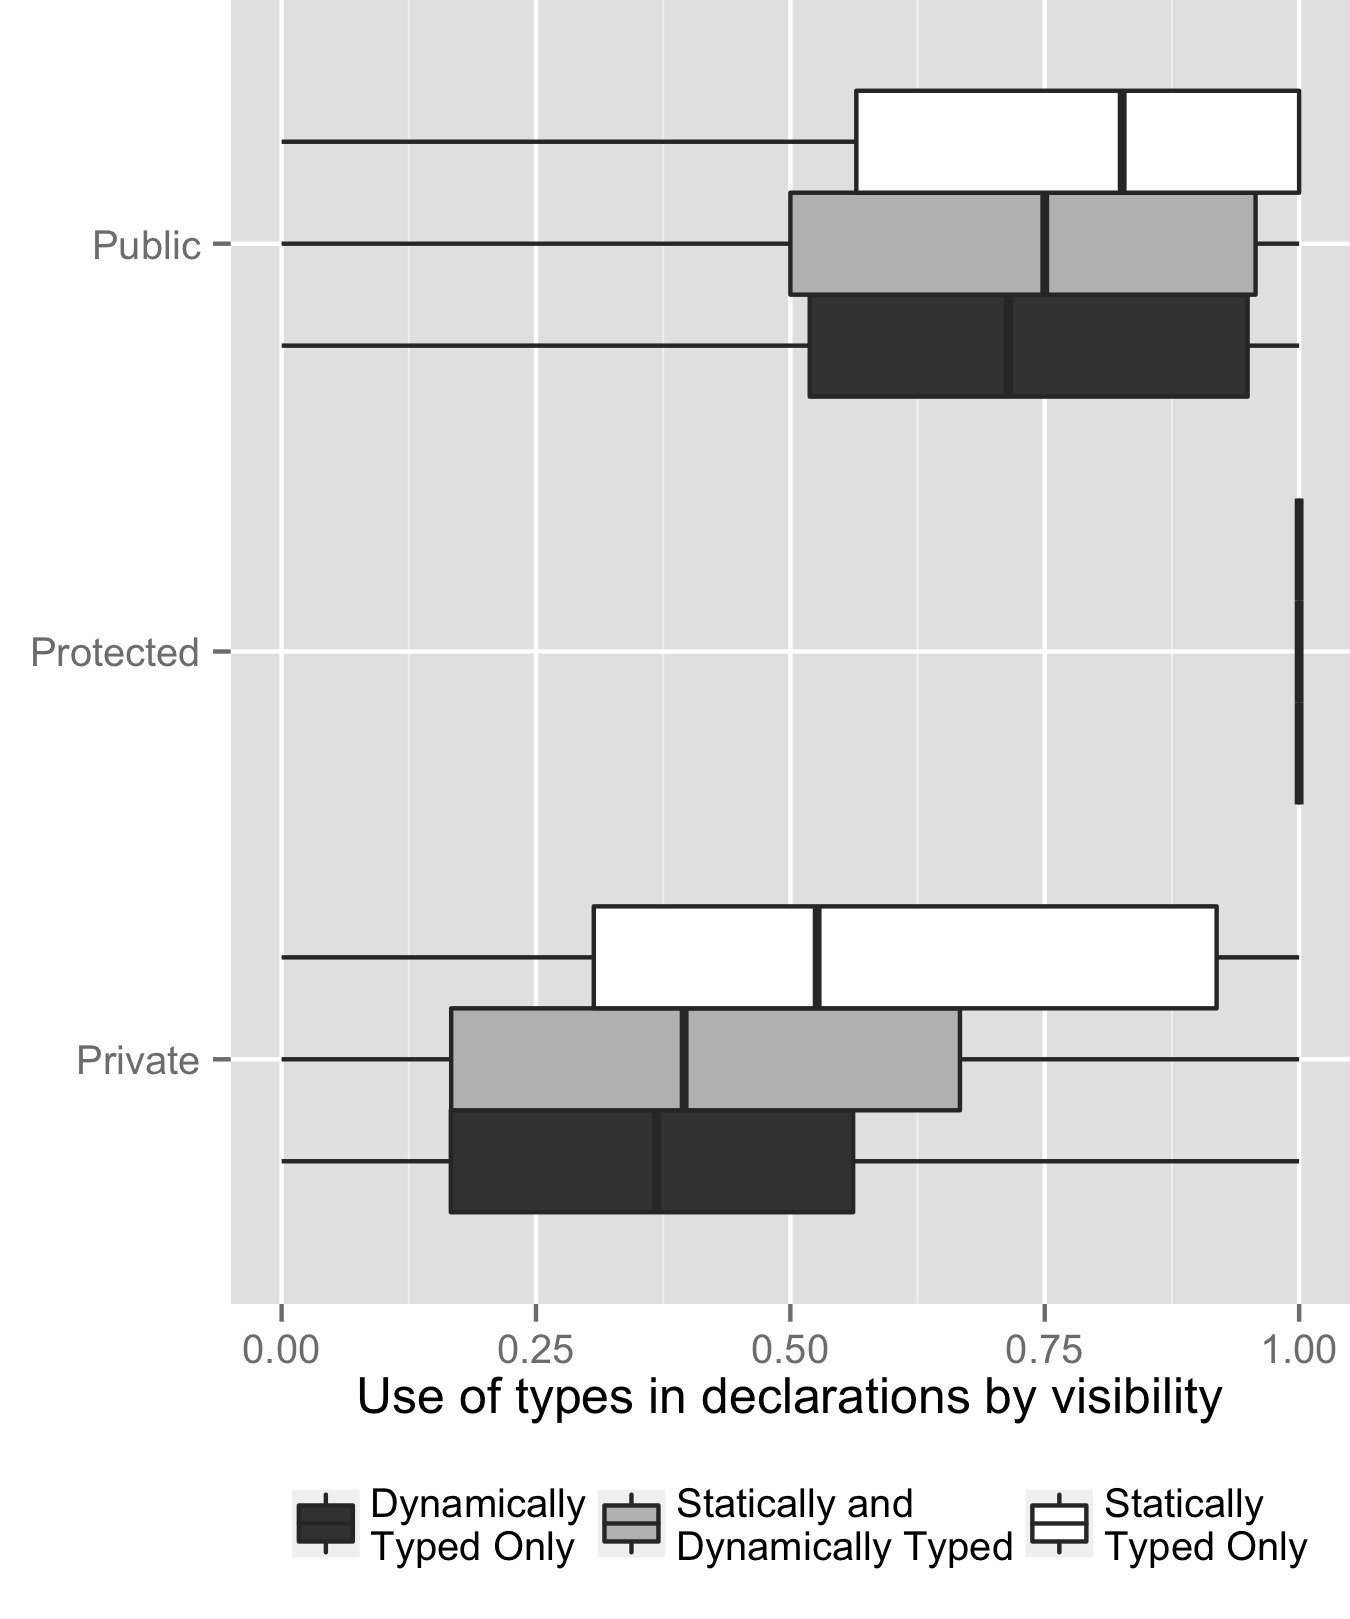 Public
Protected
Private
0.00 0.25 0.50 0.75 1.00
Use of types in declarations by visibility
Dynamically Typed Only
Statically and Dynamically Typed
Statically Typed Only